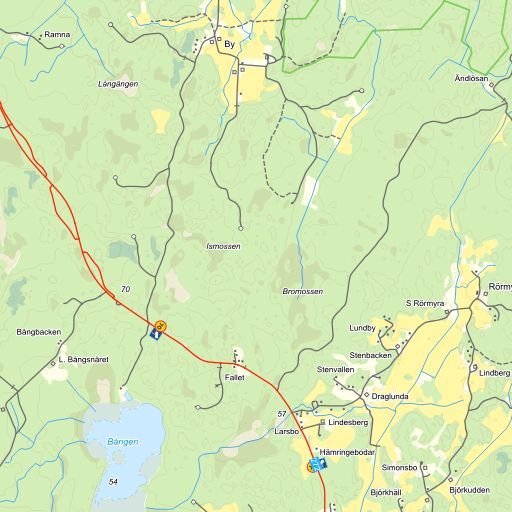 Ramna
By
Långängen
Ändlösan
Ismossen
70
Bromossen
Rörmy
S Rörmyra
Bångbacken
Lundby
Stenbacken
L. Bångsnäret
Fallet
Stenvallen
Lindberg
Draglunda
57
Larsbo
Lindesberg
Bången
Hämringebodar
Simonsbo
54
Björkhäll
Björkudden